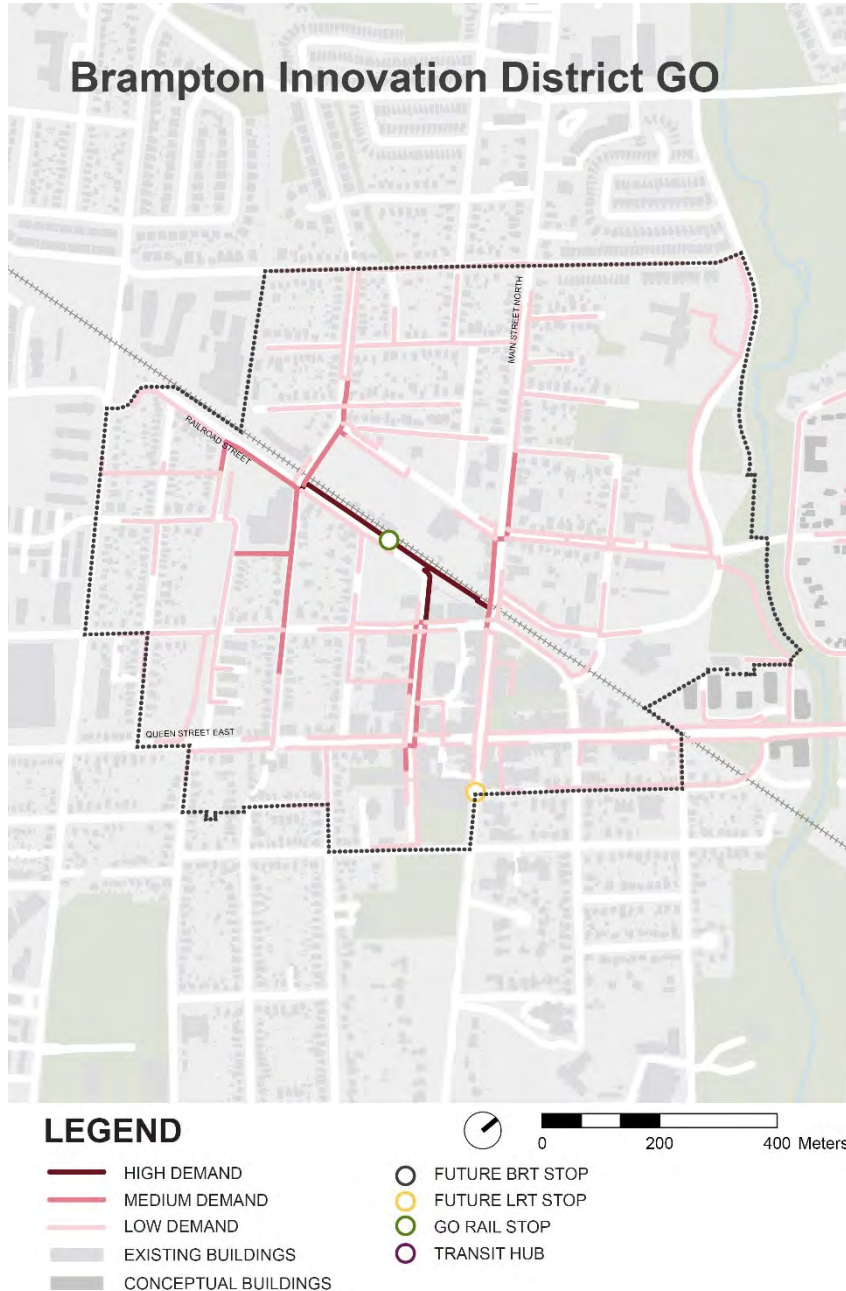 Brampton Innovation District GO
MAIN STREET NORTH
RAILROAD STREET
QUEEN STREET EAST
LEGEND
0 200 400 Meters
HIGH DEMAND
MEDIUM DEMAND
LOW DEMAND
EXISTING BUILDINGS
CONCEPTUAL BUILDINGS
FUTURE BRT STOP
FUTURE LRT STOP
GO RAIL STOP
TRANSIT HUB